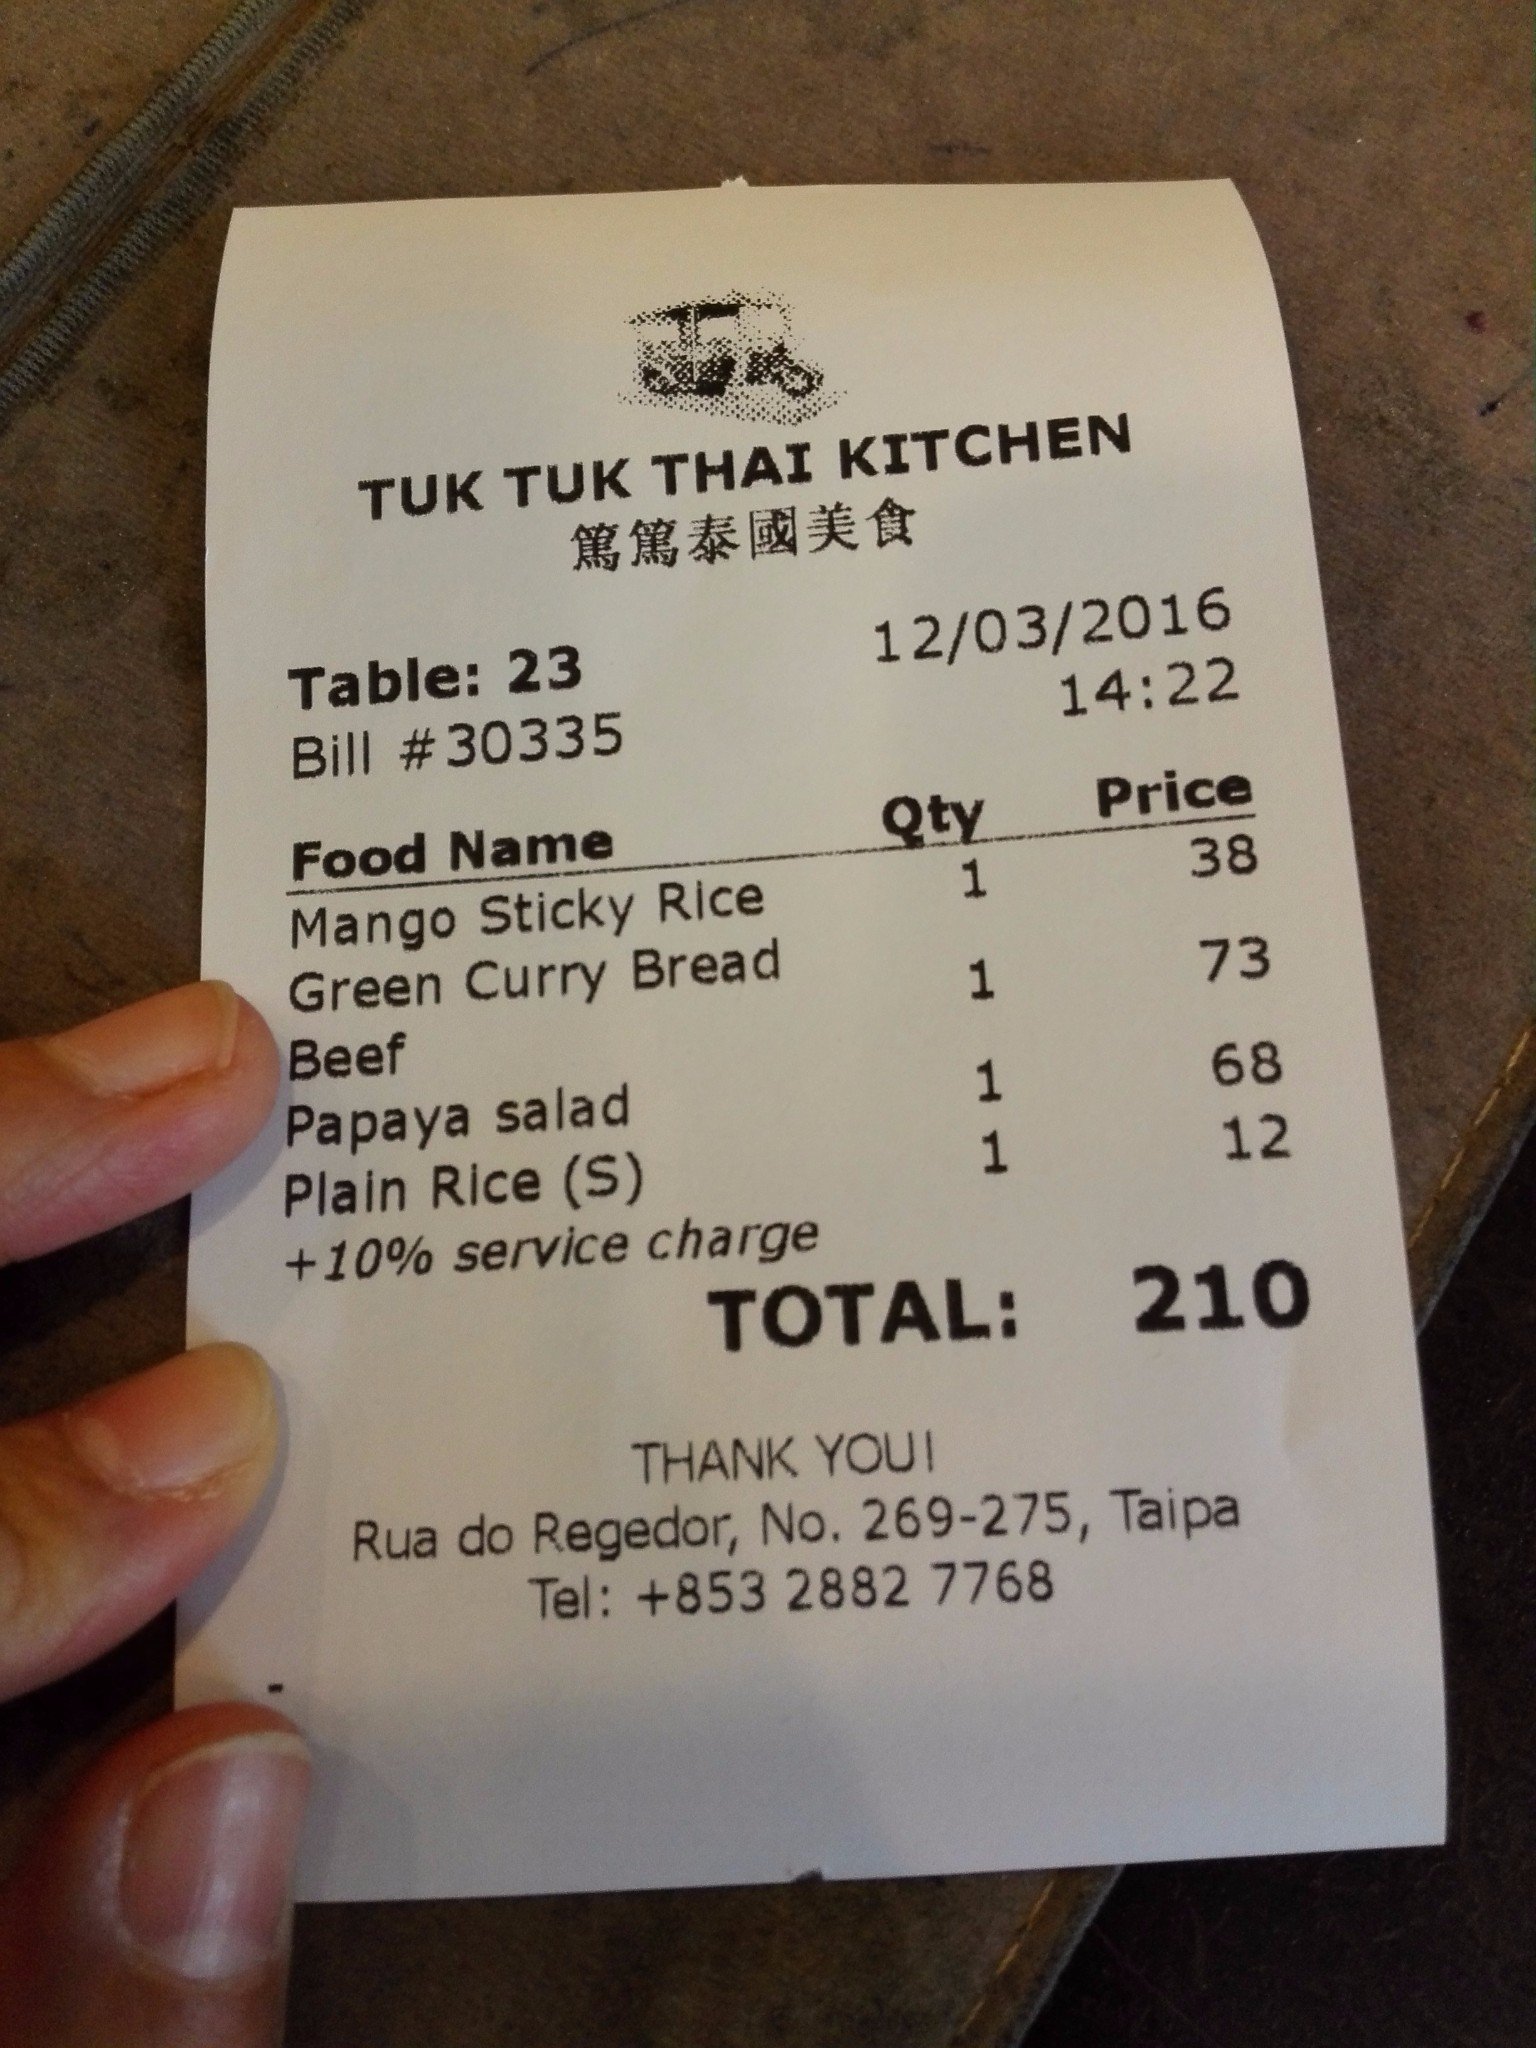 TUK TUK THAI KITCHEN
篤篤泰國美食
Table: 23 12/03/2016
Bill #30335 14:22
Food Name Qty Price
Mango Sticky Rice 1 38
Green Curry Bread 1 73
Beef
Papaya salad 1 68
Plain Rice (S) 1 12
+10% service charge
TOTAL: 210
THANK YOU!
Rua do Regedor, No. 269-275, Taipa
Tel: +853 2882 7768